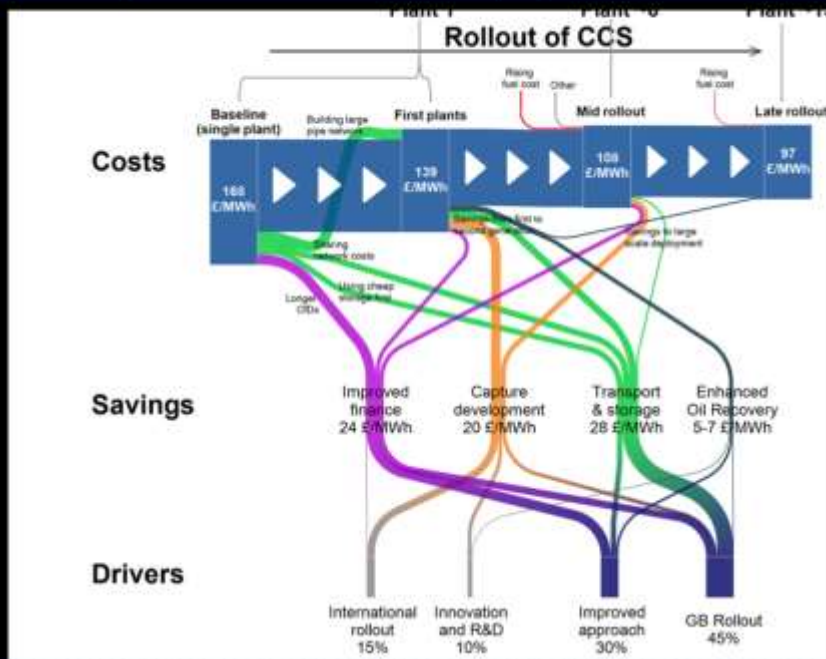 Plant 1
Rollout of CCS
Rising
fuel cost
Other
Rising
fuel cost
Baseline
(single plant)
Building large
pipe network
First plants
Mid rollout
Late rollout
Costs
168
£/MWh
139
£/MWh
108
£/MWh
97
£/MWh
Sharing
network costs
Savings from first to
Savings to large
scale deployment
Longer
CfDs
Using cheap
storage first
Savings
Improved
finance
24 £/MWh
Capture
development
20 £/MWh
Transport
& storage
28 £/MWh
Enhanced
Oil Recovery
5-7 £/MWh
Drivers
International
rollout
15%
Innovation
and R&D
10%
Improved
approach
30%
GB Rollout
45%